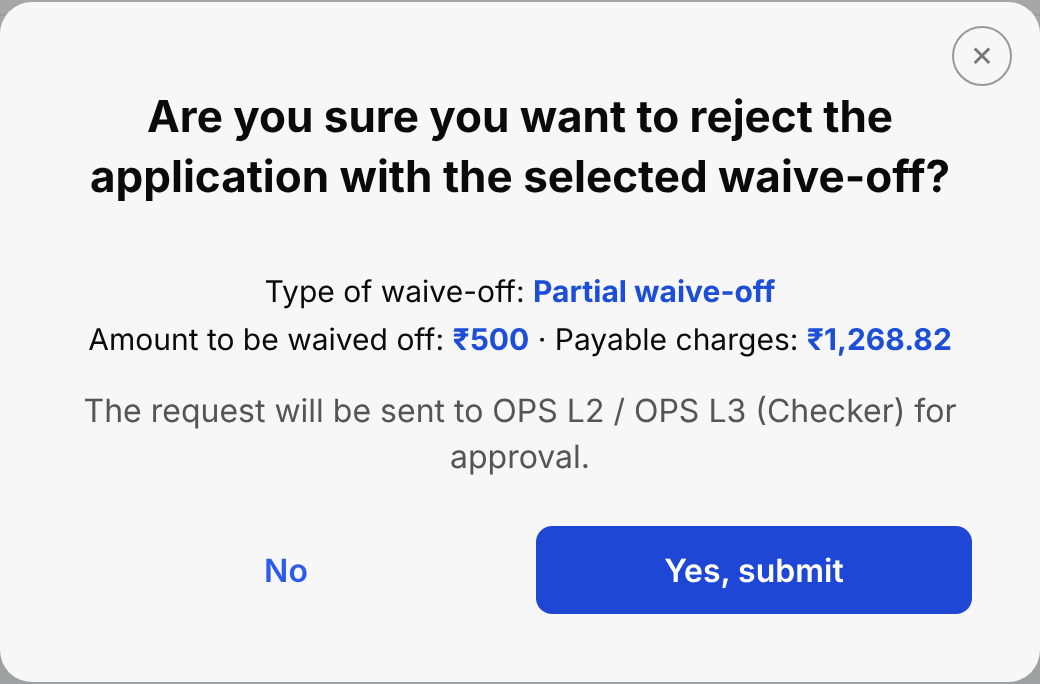 Are you sure you want to reject the
application with the selected waive-off?
Type of waive-off: Partial waive-off
Amount to be waived off: ₹500 · Payable charges: ₹1,268.82
The request will be sent to OPS L2 / OPS L3 (Checker) for
approval.
No
Yes, submit